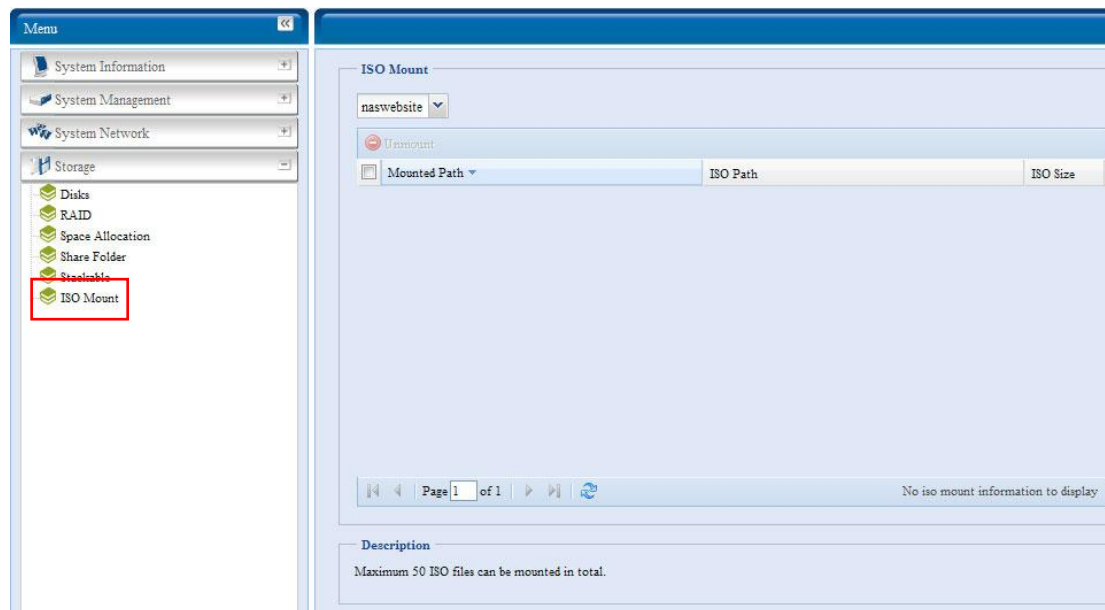 Menu
System Information
System Management
System Network
Storage
Disks
RAID
Space Allocation
Share Folder
Stackable
ISO Mount
ISO Mount
naswebsite
Unmount
Mounted Path
ISO Path
ISO Size
Page 1 of 1
No iso mount information to display
Description
Maximum 50 ISO files can be mounted in total.